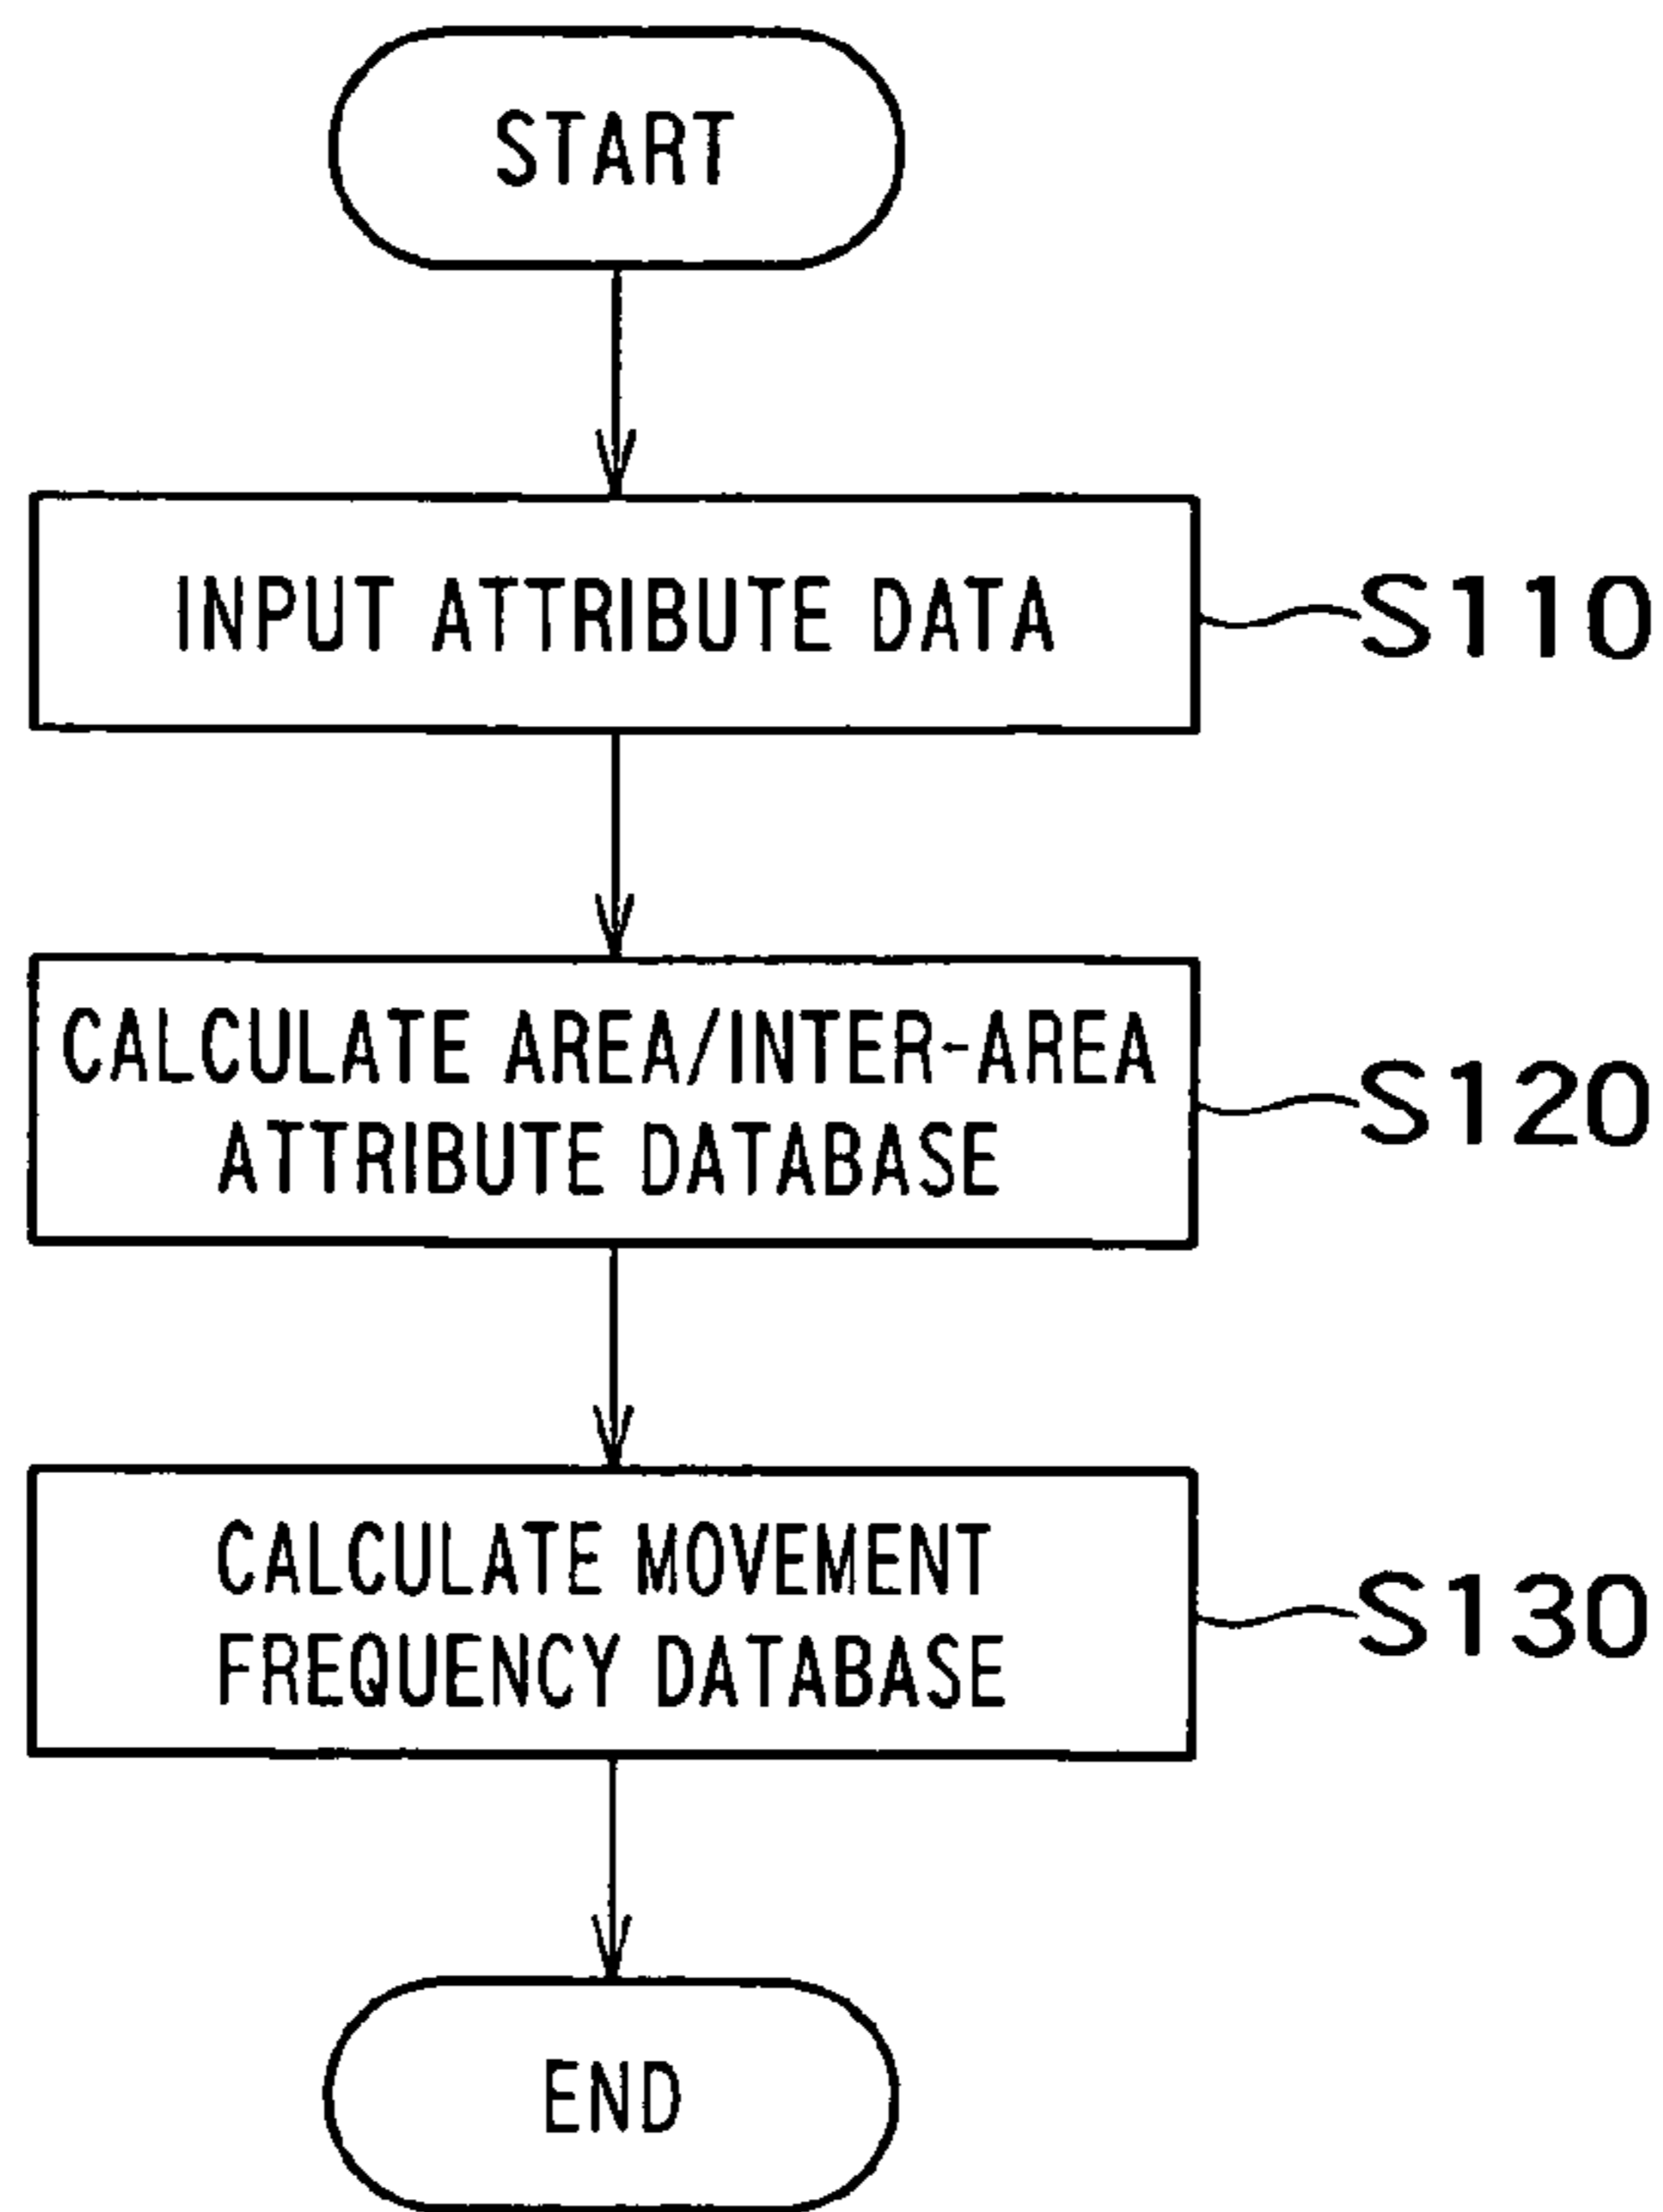 START
INPUT ATTRIBUTE DATA
S110
CALCULATE AREA/INTER-AREA
ATTRIBUTE DATABASE
S120
CALCULATE MOVEMENT
FREQUENCY DATABASE
S130
END